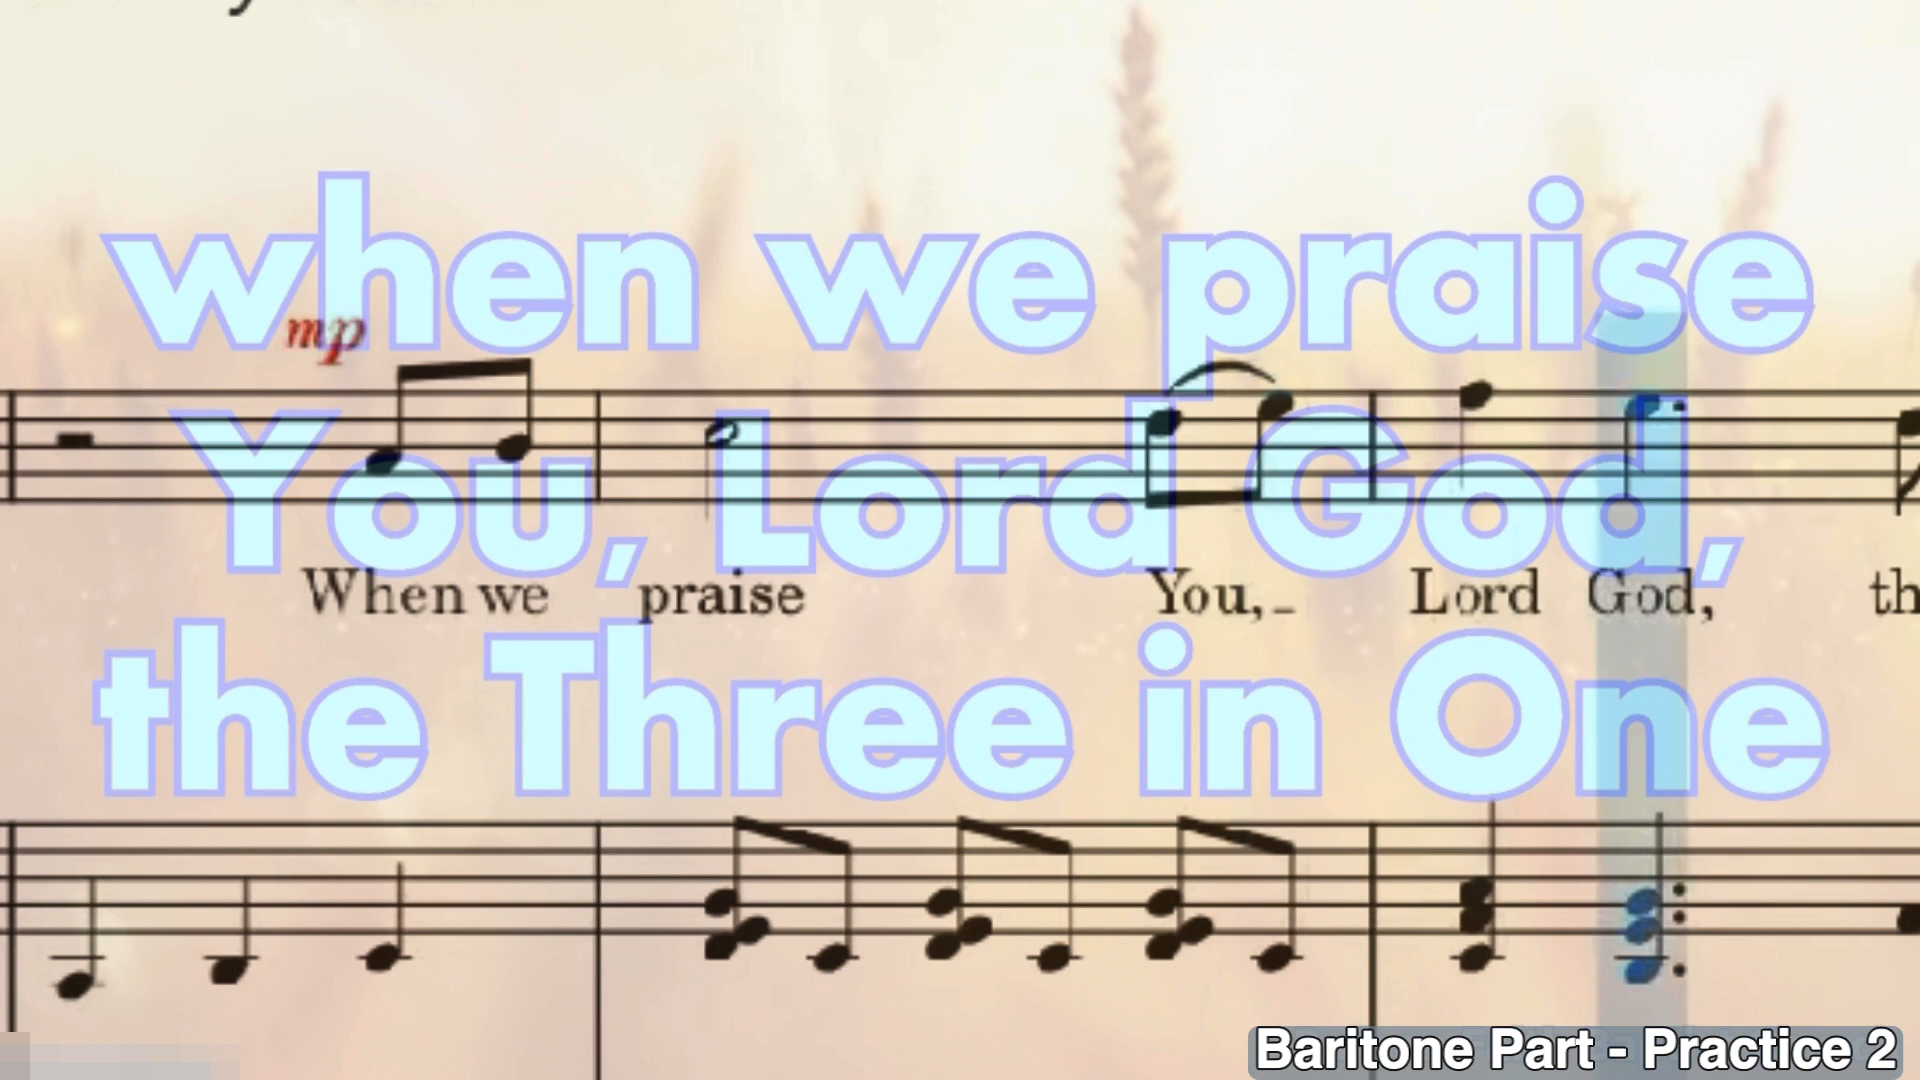 when we praise
mp
You, Lord God,
When we praise You,_ Lord God, th
the Three in One
Baritone Part - Practice 2